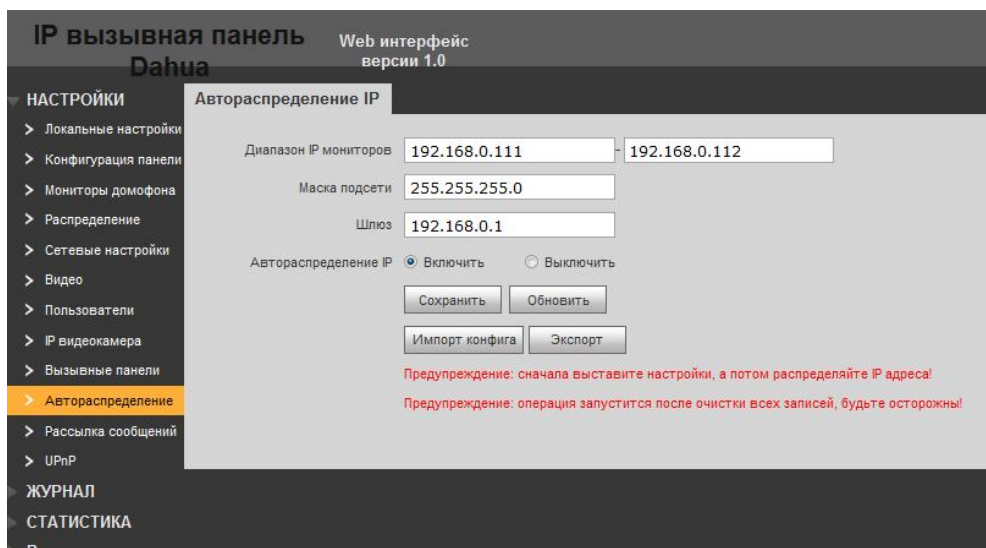 IP вызывная панель
Dahua
Web интерфейс
версии 1.0
НАСТРОЙКИ
Локальные настройки
Конфигурация панели
Мониторы домофона
Распределение
Сетевые настройки
Видео
Пользователи
IP видеокамера
Вызывные панели
Автораспределение
Рассылка сообщений
UPnP
ЖУРНАЛ
СТАТИСТИКА
Автораспределение IP
Диапазон IP мониторов 192.168.0.111 - 192.168.0.112
Маска подсети 255.255.255.0
Шлюз 192.168.0.1
Автораспределение IP Включить Выключить
Сохранить Обновить
Импорт конфига Экспорт
Предупреждение: сначала выставите настройки, а потом распределяйте IP адреса!
Предупреждение: операция запустится после очистки всех записей, будьте осторожны!